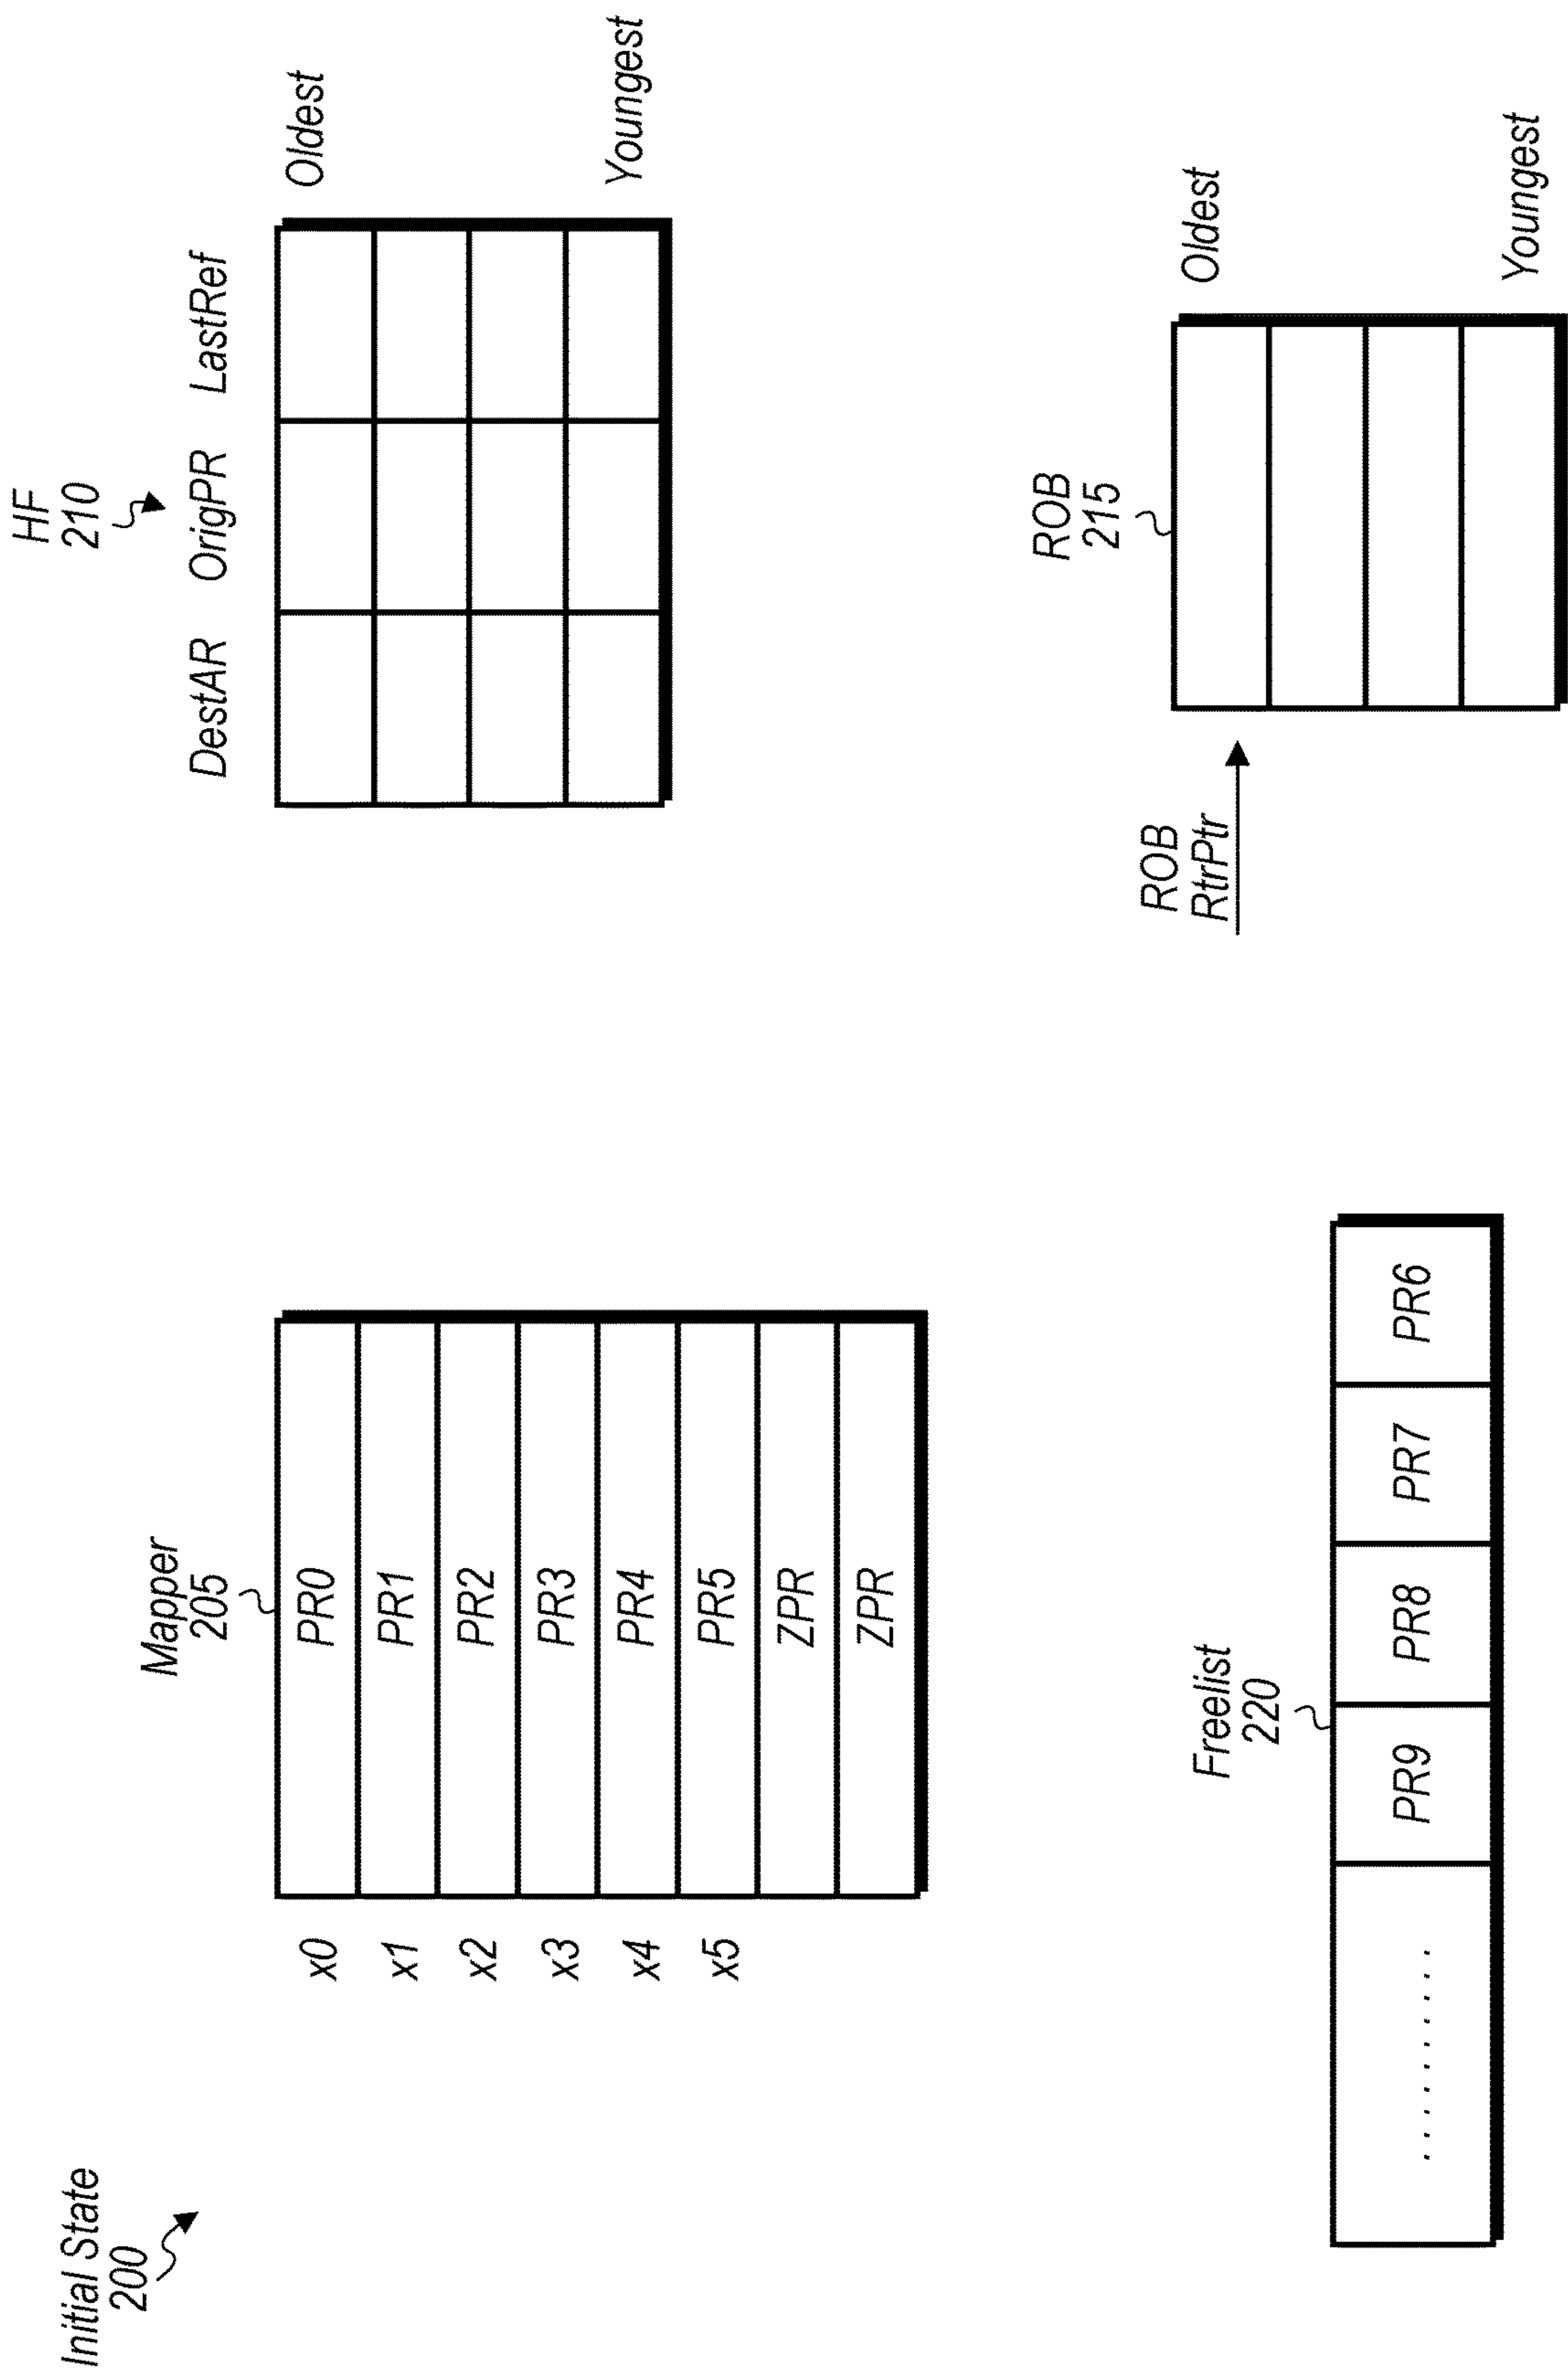 Initial State
200
Mapper
205
x0
PR0
x1
PR1
x2
PR2
x3
PR3
x4
PR4
x5
PR5
ZPR
ZPR
HF
210
DestAR OrigPR LastRef
Oldest
Youngest
Freelist
220
......... PR9 PR8 PR7 PR6
ROB
215
ROB
RtrPtr
Oldest
Youngest